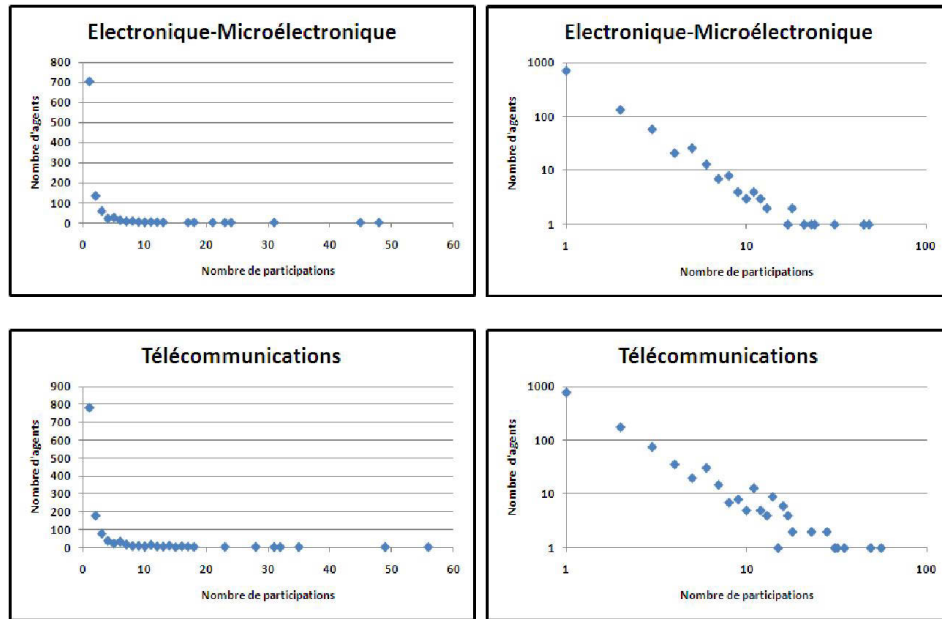 Electronique-Microélectronique
Nombre d'agents
800
700
600
500
400
300
200
100
0
0 10 20 30 40 50 60
Nombre de participations
Electronique-Microélectronique
Nombre d'agents
1000
100
10
1
1 10 100
Nombre de participations
Télécommunications
Nombre d'agents
900
800
700
600
500
400
300
200
100
0
0 10 20 30 40 50 60
Nombre de participations
Télécommunications
Nombre d'agents
1000
100
10
1
1 10 100
Nombre de participations